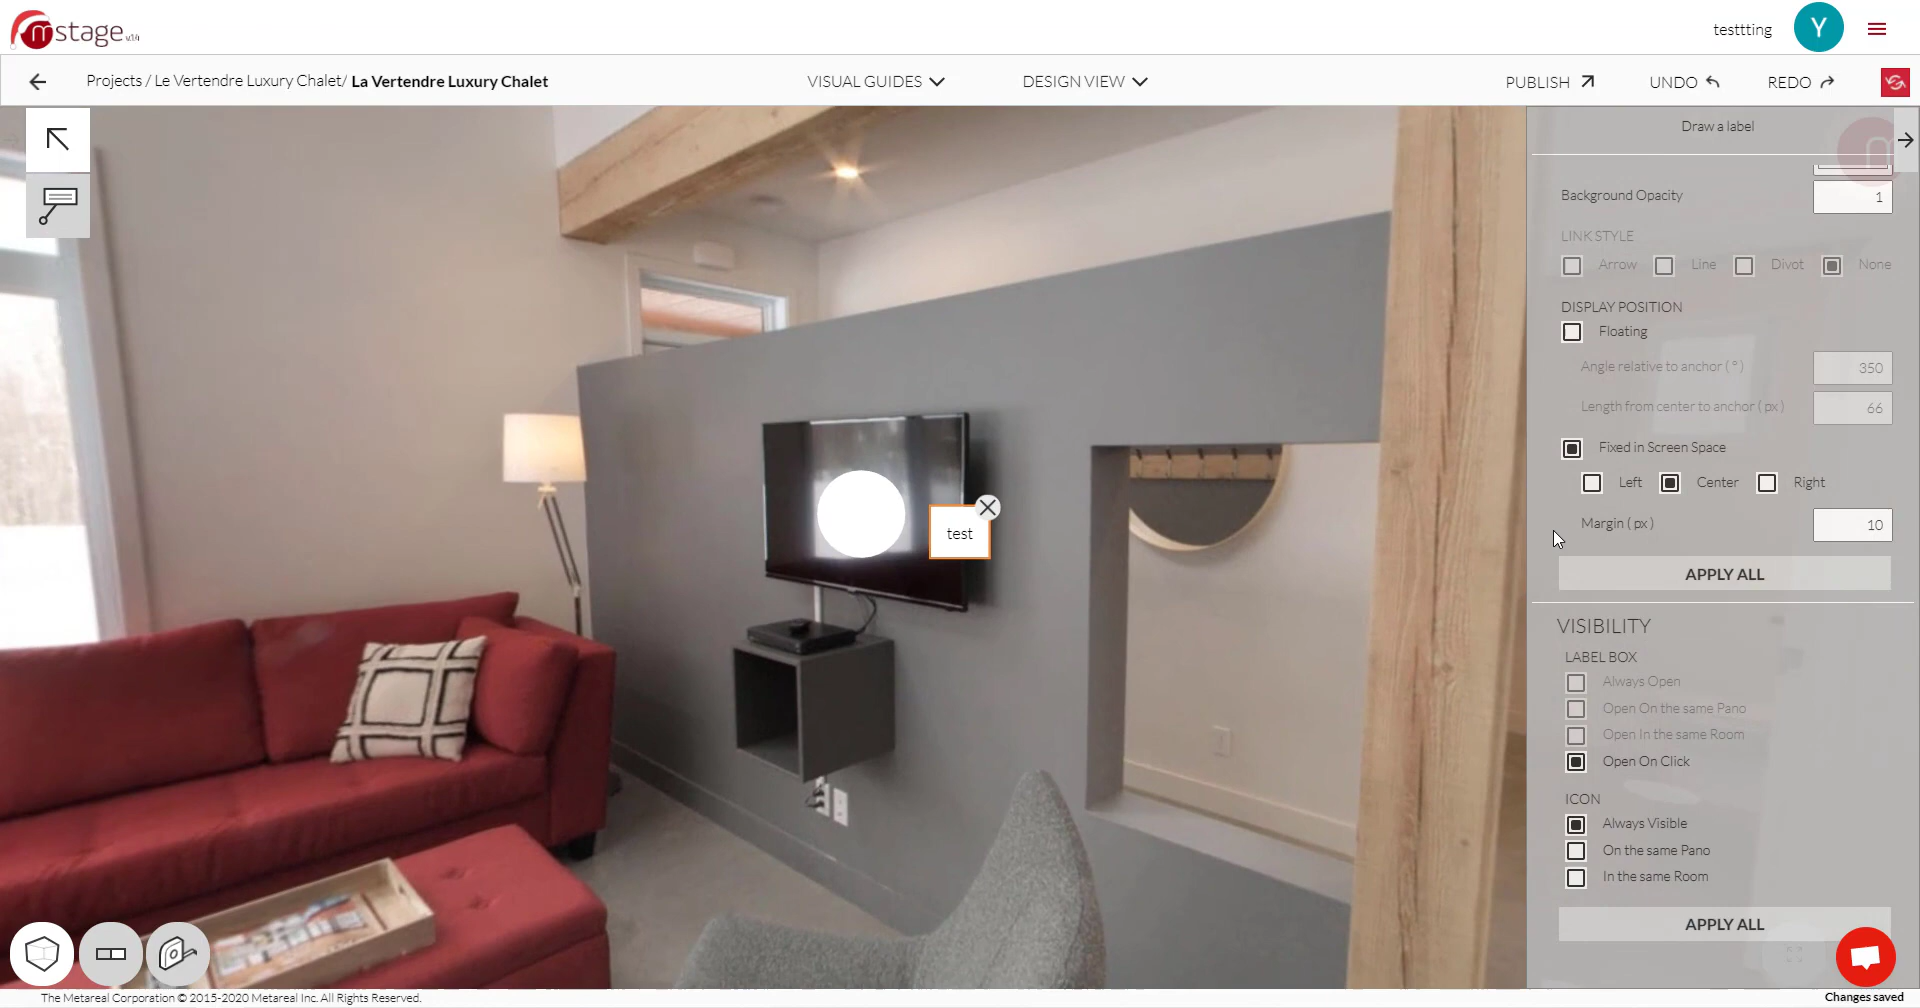 mstage v.1.4
testtting
Y
Projects / Le Vertendre Luxury Chalet/ La Vertendre Luxury Chalet
VISUAL GUIDES
DESIGN VIEW
PUBLISH
UNDO
REDO
Draw a label
Background Opacity
1
LINK STYLE
Arrow
Line
Divot
None
DISPLAY POSITION
Floating
Angle relative to anchor ( ° )
350
Length from center to anchor ( px )
66
Fixed in Screen Space
Left
Center
Right
Margin ( px )
10
APPLY ALL
test
VISIBILITY
LABEL BOX
Always Open
Open On the same Pano
Open In the same Room
Open On Click
ICON
Always Visible
On the same Pano
In the same Room
APPLY ALL
The Metareal Corporation © 2015-2020 Metareal Inc. All Rights Reserved.
Changes saved